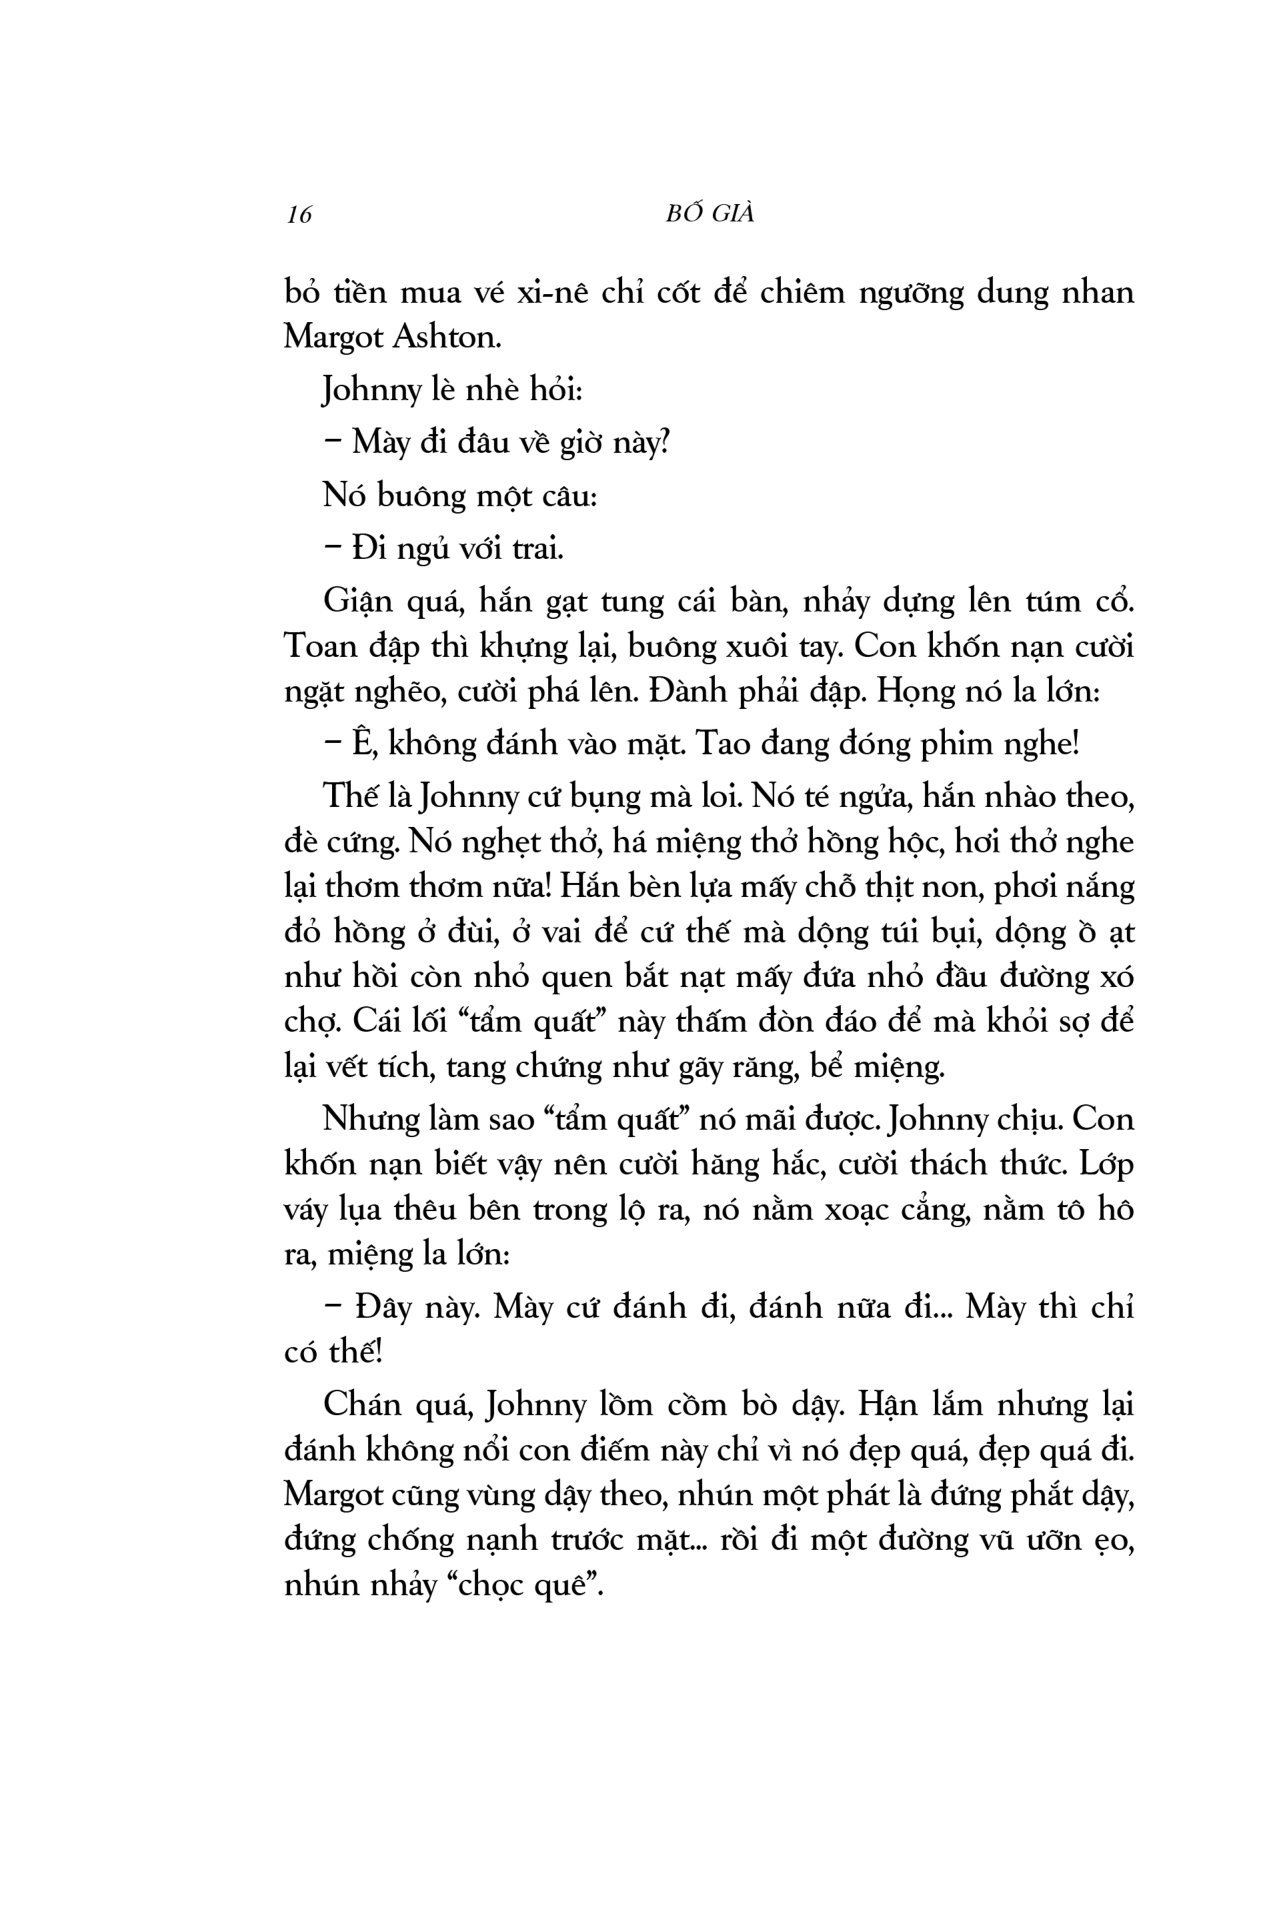 16 BỐ GIÀ
bỏ tiền mua vé xi-nê chỉ cốt để chiêm ngưỡng dung nhan
Margot Ashton.
Johnny lè nhè hỏi:
– Mày đi đâu về giờ này?
Nó buông một câu:
– Đi ngủ với trai.
Giận quá, hắn gạt tung cái bàn, nhảy dựng lên túm cổ.
Toan đập thì khựng lại, buông xuôi tay. Con khốn nạn cười
ngặt nghẽo, cười phá lên. Đành phải đập. Họng nó la lớn:
– Ê, không đánh vào mặt. Tao đang đóng phim nghe!
Thế là Johnny cứ bụng mà loi. Nó té ngửa, hắn nhào theo,
đè cứng. Nó nghẹt thở, há miệng thở hồng hộc, hơi thở nghe
lại thơm thơm nữa! Hắn bèn lựa mấy chỗ thịt non, phơi nắng
đỏ hồng ở đùi, ở vai để cứ thế mà dộng túi bụi, dộng ồ ạt
như hồi còn nhỏ quen bắt nạt mấy đứa nhỏ đầu đường xó
chợ. Cái lối “tẩm quất” này thấm đòn đáo để mà khỏi sợ để
lại vết tích, tang chứng như gãy răng, bể miệng.
Nhưng làm sao “tẩm quất” nó mãi được. Johnny chịu. Con
khốn nạn biết vậy nên cười hăng hắc, cười thách thức. Lớp
váy lụa thêu bên trong lộ ra, nó nằm xoạc cẳng, nằm tô hô
ra, miệng la lớn:
– Đây này. Mày cứ đánh đi, đánh nữa đi... Mày thì chỉ
có thế!
Chán quá, Johnny lồm cồm bò dậy. Hận lắm nhưng lại
đánh không nổi con điếm này chỉ vì nó đẹp quá, đẹp quá đi.
Margot cũng vùng dậy theo, nhún một phát là đứng phắt dậy,
đứng chống nạnh trước mặt... rồi đi một đường vũ ưỡn ẹo,
nhún nhảy “chọc quê”.